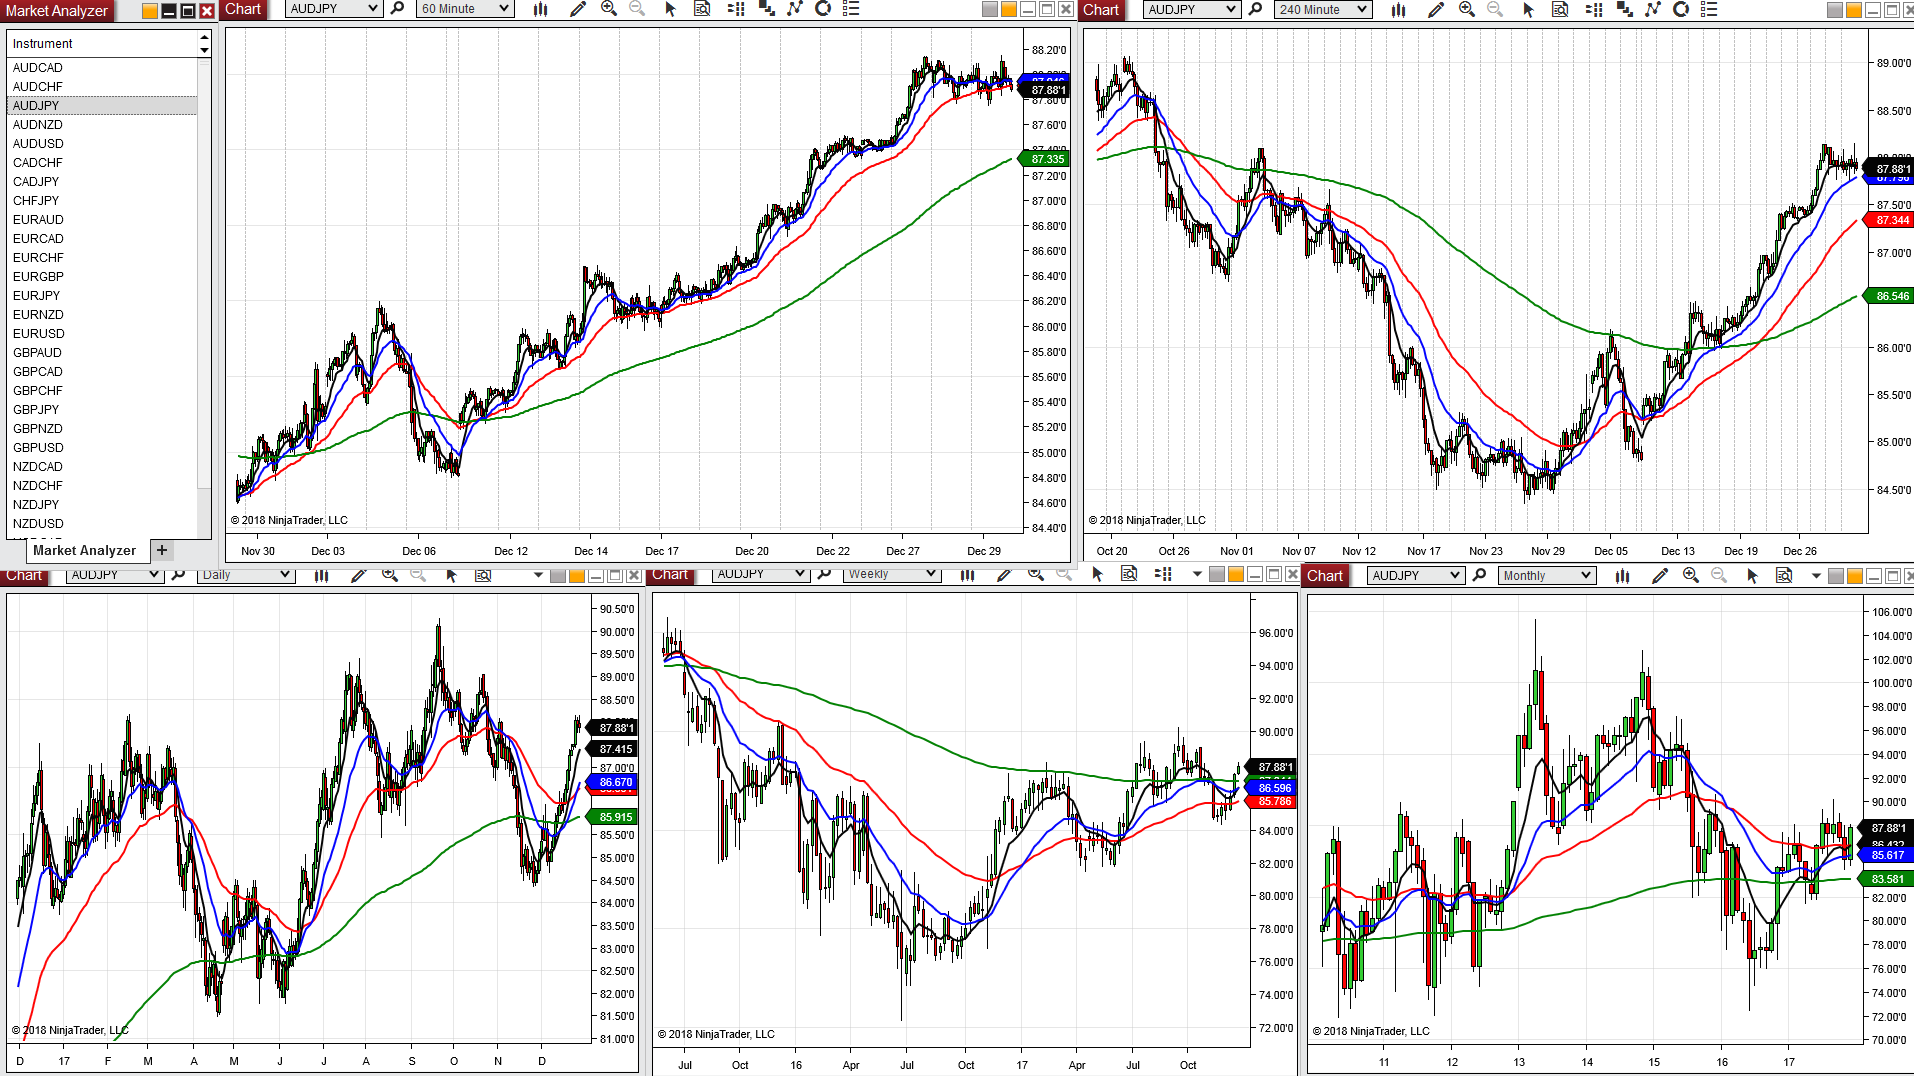 Market Analyzer
Instrument
AUDCAD
AUDCHF
AUDJPY
AUDNZD
AUDUSD
CADCHF
CADJPY
CHFJPY
EURAUD
EURCAD
EURCHF
EURGBP
EURJPY
EURNZD
EURUSD
GBPAUD
GBPCAD
GBPCHF
GBPJPY
GBPNZD
GBPUSD
NZDCAD
NZDCHF
NZDJPY
NZDUSD
Market Analyzer +
Chart AUDJPY 60 Minute
88.20'0
87.88'1
87.80'0
87.60'0
87.335
87.20'0
87.00'0
86.80'0
86.60'0
86.40'0
86.20'0
86.00'0
85.80'0
85.60'0
85.40'0
85.20'0
85.00'0
84.80'0
84.60'0
84.40'0
© 2018 NinjaTrader, LLC
Nov 30 Dec 03 Dec 06 Dec 12 Dec 14 Dec 17 Dec 20 Dec 22 Dec 27 Dec 29
Chart AUDJPY 240 Minute
89.00'0
88.50'0
87.88'1
87.50'0
87.344
87.00'0
86.546
86.00'0
85.50'0
85.00'0
84.50'0
© 2018 NinjaTrader, LLC
Oct 20 Oct 26 Nov 01 Nov 07 Nov 12 Nov 17 Nov 23 Nov 29 Dec 05 Dec 13 Dec 19 Dec 26
Chart AUDJPY Daily
90.50'0
90.00'0
89.50'0
89.00'0
88.50'0
87.88'1
87.415
87.00'0
86.670
85.915
85.50'0
85.00'0
84.50'0
84.00'0
83.50'0
83.00'0
82.50'0
82.00'0
81.50'0
81.00'0
© 2018 NinjaTrader, LLC
D 17 F M A M J J A S O N D
Chart AUDJPY Weekly
96.00'0
94.00'0
92.00'0
90.00'0
87.88'1
86.596
85.786
84.00'0
82.00'0
80.00'0
78.00'0
76.00'0
74.00'0
72.00'0
© 2018 NinjaTrader, LLC
Jul Oct 16 Apr Jul Oct 17 Apr Jul Oct
Chart AUDJPY Monthly
106.00'0
104.00'0
102.00'0
100.00'0
98.00'0
96.00'0
94.00'0
92.00'0
90.00'0
87.88'1
85.617
83.581
82.00'0
80.00'0
78.00'0
76.00'0
74.00'0
72.00'0
70.00'0
© 2018 NinjaTrader, LLC
11 12 13 14 15 16 17